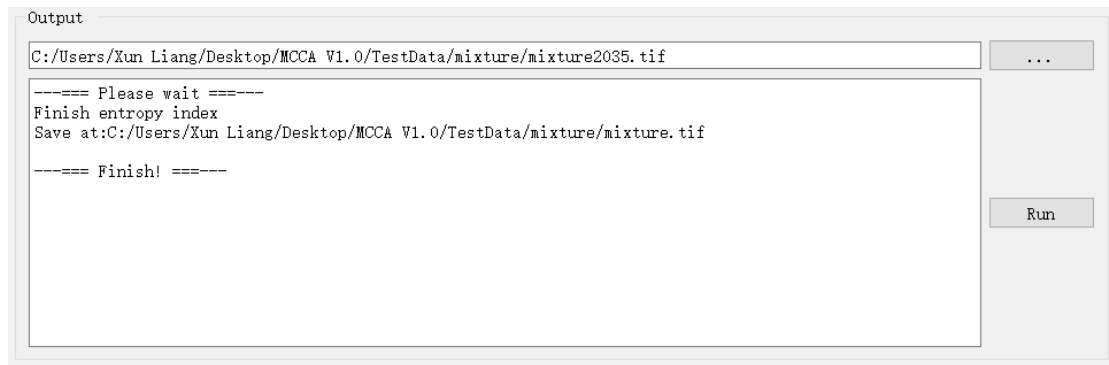 Output
C:/Users/Xun Liang/Desktop/MCCA V1.0/TestData/mixture/mixture2035.tif
...
---=== Please wait ===---
Finish entropy index
Save at:C:/Users/Xun Liang/Desktop/MCCA V1.0/TestData/mixture/mixture.tif
---=== Finish! ===---
Run